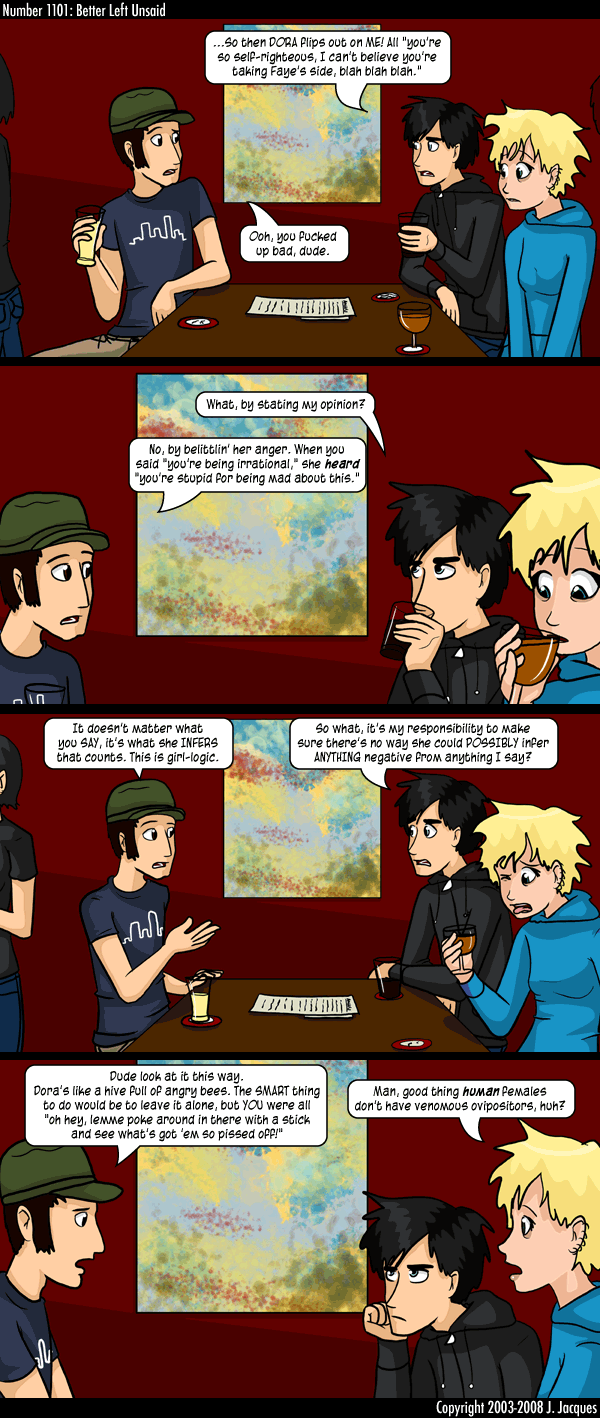 Number 1101: Better Left Unsaid
...So then DORA flips out on ME! All "you're
so self-righteous, I can't believe you're
taking Faye's side, blah blah blah."
Ooh, you fucked
up bad, dude.
What, by stating my opinion?
No, by belittlin' her anger. When you
said "you're being irrational," she heard
"you're stupid for being mad about this."
It doesn't matter what
you SAY, it's what she INFERS
that counts. This is girl-logic.
So what, it's my responsibility to make
sure there's no way she could POSSIBLY infer
ANYTHING negative from anything I say?
Dude look at it this way.
Dora's like a hive full of angry bees. The SMART thing
to do would be to leave it alone, but YOU were all
"oh hey, lemme poke around in there with a stick
and see what's got 'em so pissed off!"
Man, good thing human females
don't have venomous ovipositors, huh?
Copyright 2003-2008 J. Jacques